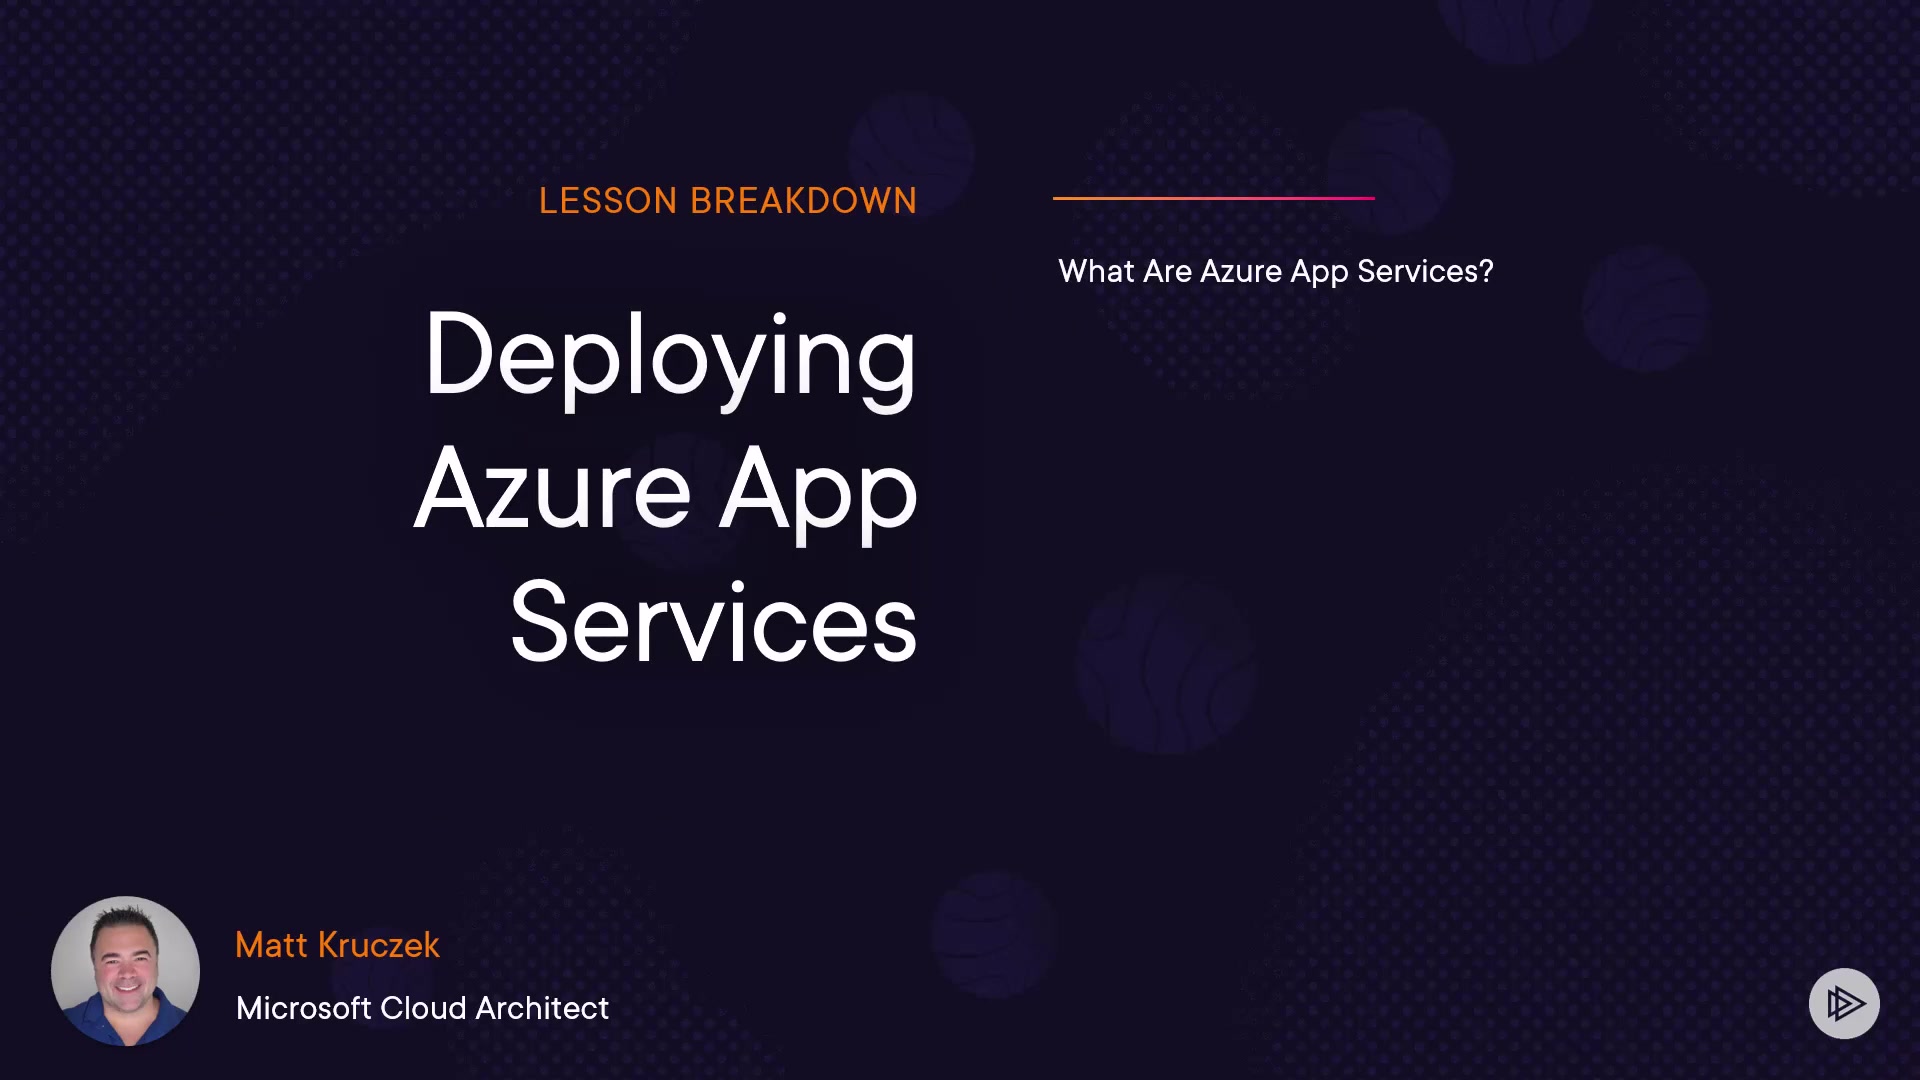 LESSON BREAKDOWN
Deploying
Azure App
Services
What Are Azure App Services?
Matt Kruczek
Microsoft Cloud Architect